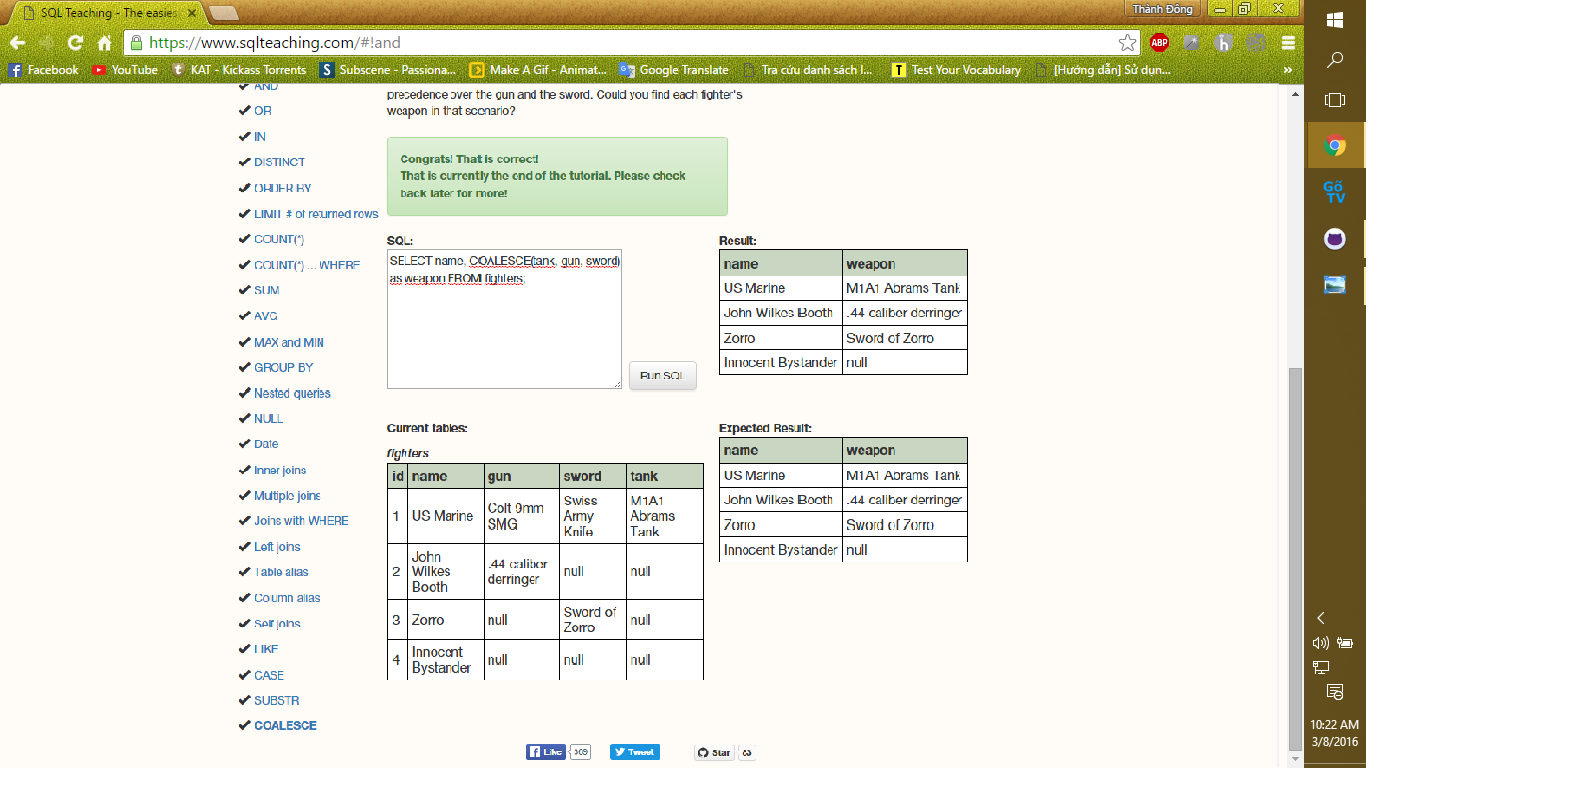 SQL Teaching - The easies
Thành Đông
https://www.sqlteaching.com/#!and
ABP
h
Facebook YouTube KAT - Kickass Torrents Subscene - Passiona... Make A Gif - Animat... Google Translate Tra cứu danh sách l... Test Your Vocabulary [Hướng dẫn] Sử dụn... »
AND
OR
IN
DISTINCT
ORDER BY
LIMIT # of returned rows
COUNT(*)
COUNT(*) ... WHERE
SUM
AVG
MAX and MIN
GROUP BY
Nested queries
NULL
Date
Inner joins
Multiple joins
Joins with WHERE
Left joins
Table alias
Column alias
Self joins
LIKE
CASE
SUBSTR
COALESCE
precedence over the gun and the sword. Could you find each fighter's
weapon in that scenario?
Congrats! That is correct!
That is currently the end of the tutorial. Please check
back later for more!
SQL:
SELECT name, COALESCE(tank, gun, sword)
as weapon FROM fighters;
Run SQL
Result:
name weapon
US Marine M1A1 Abrams Tank
John Wilkes Booth .44 caliber derringer
Zorro Sword of Zorro
Innocent Bystander null
Current tables:
fighters
id name gun sword tank
1 US Marine Colt 9mm SMG Swiss Army Knife M1A1 Abrams Tank
2 John Wilkes Booth .44 caliber derringer null null
3 Zorro null Sword of Zorro null
4 Innocent Bystander null null null
Expected Result:
name weapon
US Marine M1A1 Abrams Tank
John Wilkes Booth .44 caliber derringer
Zorro Sword of Zorro
Innocent Bystander null
Like 369
Tweet
Star
Gõ
TV
10:22 AM
3/8/2016